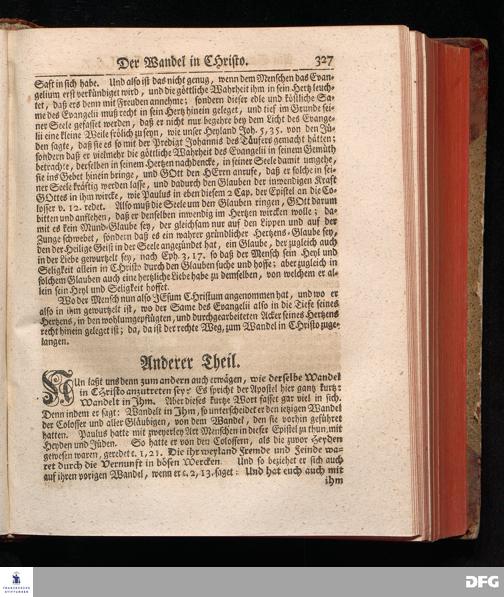 Der Wandel in CHristo. 327
Safft in sich habe. Und also ist das nicht genug, wenn dem Menschen das Evan-
gelium erst verkündiget wird, und die göttliche Wahrheit ihm in sein Hertz leuch-
tet, daß ers denn mit Freuden annehme; sondern dieser edle und köstliche Sa-
me des Evangelii muß recht in sein Hertz hinein geleget, und tief im Grunde sei-
ner Seele gefasset werden, daß er nicht nur begehre bey dem Licht des Evange-
lii eine kleine Weile frölich zu seyn, wie unser Heyland Joh. 5, 35. von den Jü-
den sagte, daß sie es so mit der Predigt Johannis des Täufers gemacht hätten;
sondern daß er vielmehr die göttliche Wahrheit des Evangelii in seinem Gemüth
betrachte, derselben in seinem Hertzen nachdencke, in seiner Seele damit umgehe,
sie ins Gebet hinein bringe, und GOtt den HErrn anrufe, daß er solche in sei-
ner Seele kräftig werden lasse, und dadurch den Glauben der inwendigen Kraft
GOttes in ihm wircke, wie Paulus in eben diesem 2 Cap. der Epistel an die Co-
losser v. 12. redet. Also muß die Seele um den Glauben ringen, GOtt darum
bitten und anflehen, daß er denselben inwendig im Hertzen wircken wolle; da-
mit es kein Mund-Glaube sey, der gleichsam nur auf den Lippen und auf der
Zunge schwebet, sondern daß es ein wahrer gründlicher Hertzens-Glaube sey,
den der Heilige Geist in der Seele angezündet hat, ein Glaube, der zugleich auch
in der Liebe gewurtzelt sey, nach Eph. 3, 17. so daß der Mensch sein Heyl und
Seligkeit allein in CHristo durch den Glauben suche und hoffe; aber zugleich in
solchem Glauben auch eine hertzliche Liebe habe zu demselben, von welchem er al-
lein sein Heyl und Seligkeit hoffet.
Wo der Mensch nun also JEsum CHristum angenommen hat, und wo er
also in ihm gewurtzelt ist, wo der Same des Evangelii also in die Tiefe seines
Hertzens, in den wohlumgepflügten, und durchgearbeiteten Acker seines Hertzens
recht hinein geleget ist; da, da ist der rechte Weg, zum Wandel in CHristo zuge-
langen.
Anderer Theil.
NUn laßt uns denn zum andern auch erwägen, wie derselbe Wandel
in CHristo anzutreten sey? Es spricht der Apostel hier gantz kurtz:
Wandelt in Ihm. Aber dieses kurtze Wort fasset gar viel in sich.
Denn indem er saget: Wandelt in Ihm, so unterscheidet er den ietzigen Wandel
der Colosser und aller Gläubigen, von dem Wandel, den sie vorhin geführet
hatten. Paulus hatte mit zweyerley Art Menschen in dieser Epistel zu thun, mit
Heyden und Jüden. So hatte er von den Colossern, als die zuvor Heyden
gewesen waren, geredet c. 1, 21. Die ihr weyland Fremde und Feinde wa-
ret durch die Vernunft in bösen Wercken. Und so beziehet er sich auch
auf ihren vorigen Wandel, wenn er c. 2, 13. saget: Und hat euch auch mit
ihm
FRANCKESCHE STIFTUNGEN
DFG